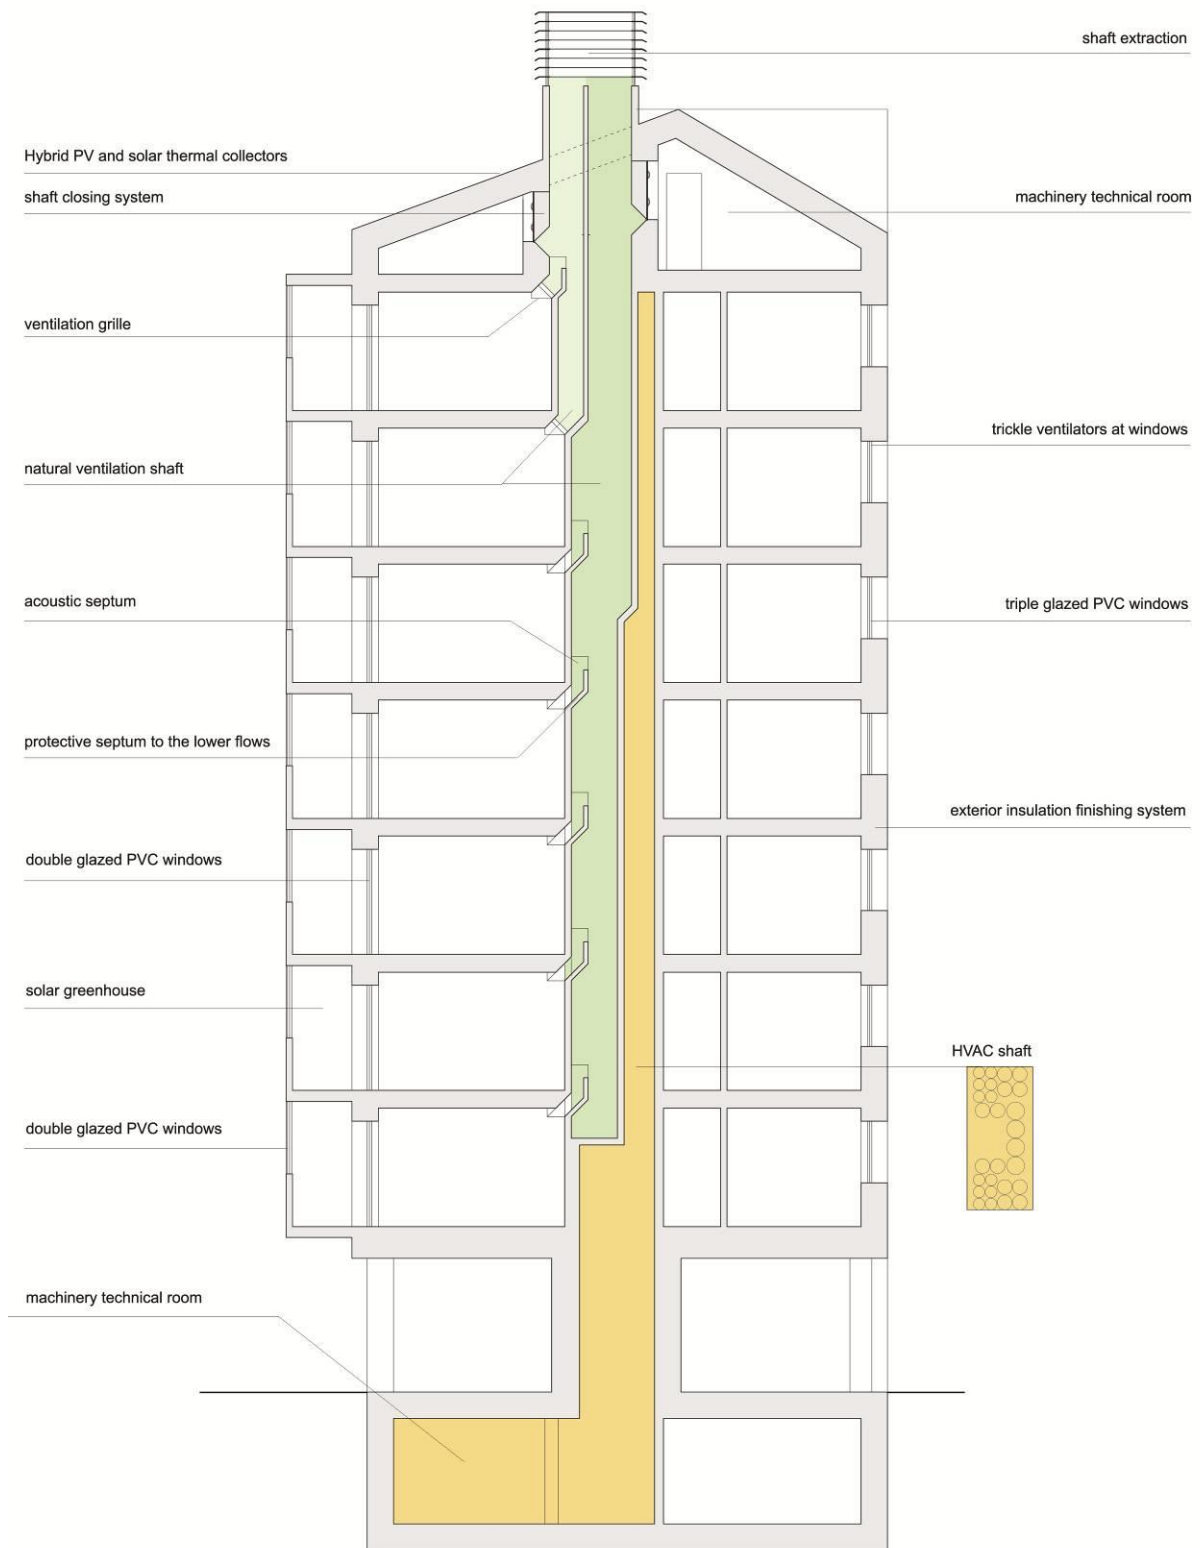 shaft extraction
Hybrid PV and solar thermal collectors
shaft closing system
machinery technical room
ventilation grille
trickle ventilators at windows
natural ventilation shaft
acoustic septum
triple glazed PVC windows
protective septum to the lower flows
exterior insulation finishing system
double glazed PVC windows
solar greenhouse
HVAC shaft
double glazed PVC windows
machinery technical room